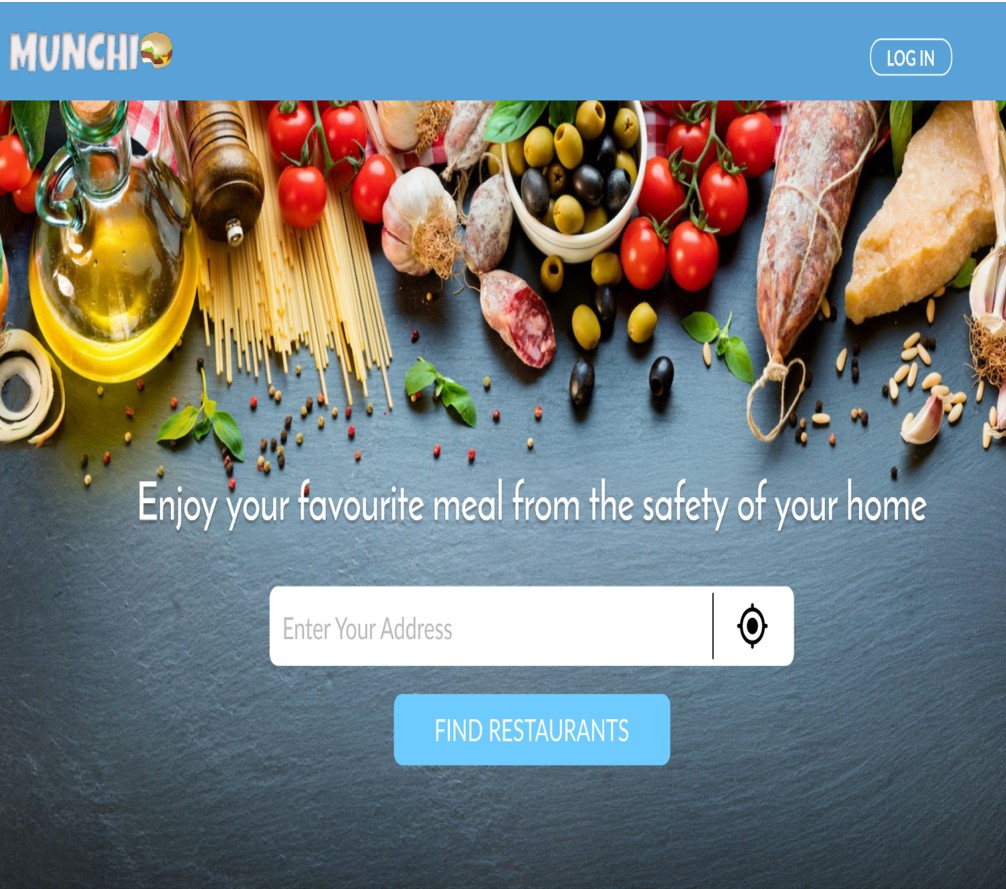 MUNCHI
LOG IN
Enjoy your favourite meal from the safety of your home
Enter Your Address
FIND RESTAURANTS